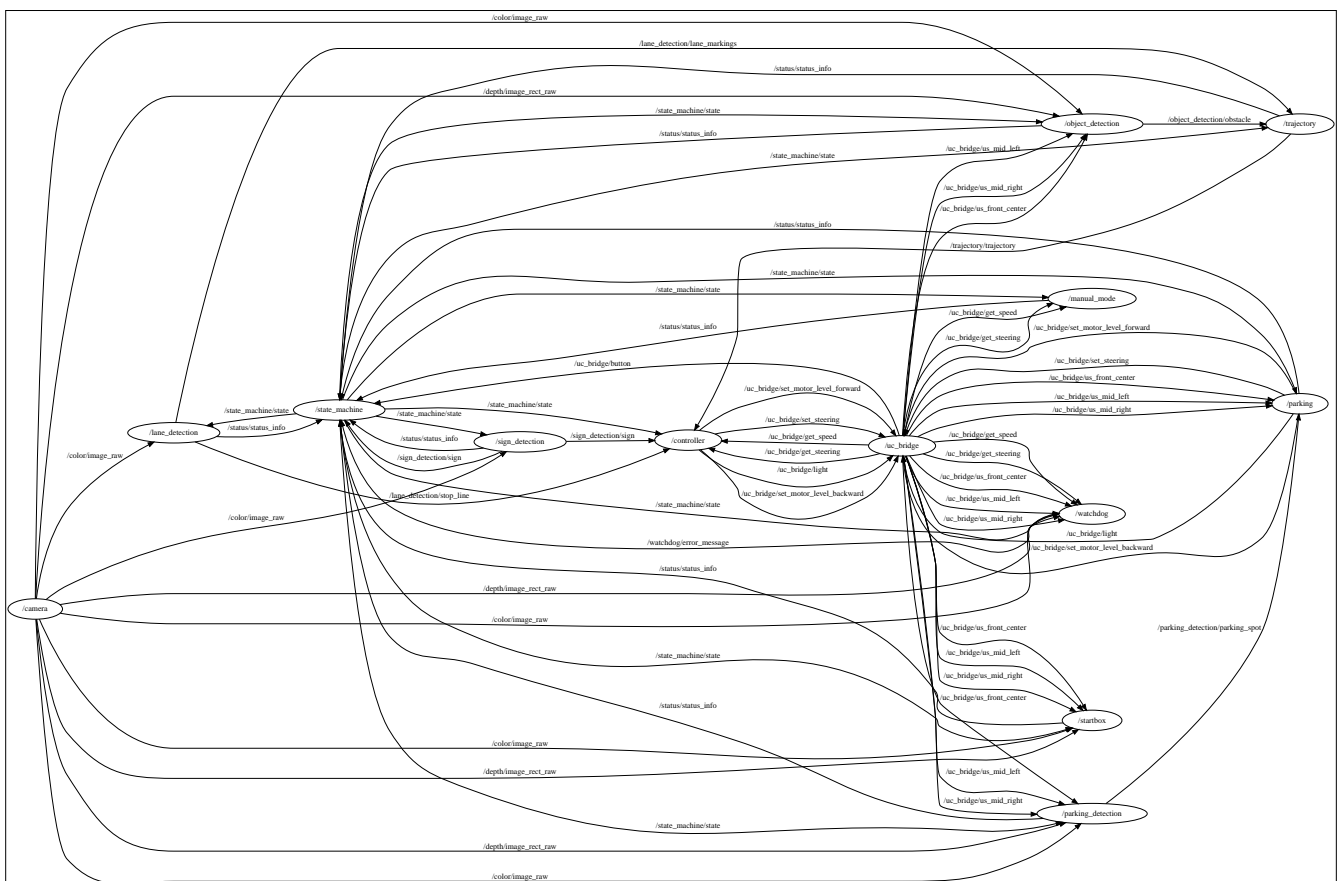 /color/image_raw
/lane_detection/lane_markings
/status/status_info
/depth/image_rect_raw
/state_machine/state
/object_detection
/object_detection/obstacle
/trajectory
/status/status_info
/uc_bridge/us_mid_left
/state_machine/state
/uc_bridge/us_mid_right
/uc_bridge/us_front_center
/status/status_info
/trajectory/trajectory
/state_machine/state
/state_machine/state
/manual_mode
/uc_bridge/get_speed
/status/status_info
/uc_bridge/set_motor_level_forward
/uc_bridge/get_steering
/uc_bridge/button
/uc_bridge/set_steering
/uc_bridge/us_front_center
/uc_bridge/set_motor_level_forward
/uc_bridge/us_mid_left
/parking
/state_machine/state
/state_machine
/state_machine/state
/state_machine/state
/uc_bridge/us_mid_right
/uc_bridge/set_steering
/lane_detection
/status/status_info
/status/status_info
/sign_detection
/sign_detection/sign
/controller
/uc_bridge/get_speed
/uc_bridge
/uc_bridge/get_speed
/color/image_raw
/sign_detection/sign
/uc_bridge/get_steering
/uc_bridge/get_steering
/uc_bridge/light
/uc_bridge/us_front_center
/lane_detection/stop_line
/uc_bridge/set_motor_level_backward
/uc_bridge/us_mid_left
/state_machine/state
/watchdog
/color/image_raw
/uc_bridge/us_mid_right
/uc_bridge/light
/watchdog/error_message
/uc_bridge/set_motor_level_backward
/status/status_info
/depth/image_rect_raw
/camera
/color/image_raw
/uc_bridge/us_front_center
/parking_detection/parking_spot
/state_machine/state
/uc_bridge/us_mid_left
/uc_bridge/us_mid_right
/uc_bridge/us_front_center
/status/status_info
/startbox
/color/image_raw
/depth/image_rect_raw
/uc_bridge/us_mid_left
/uc_bridge/us_mid_right
/parking_detection
/state_machine/state
/depth/image_rect_raw
/color/image_raw